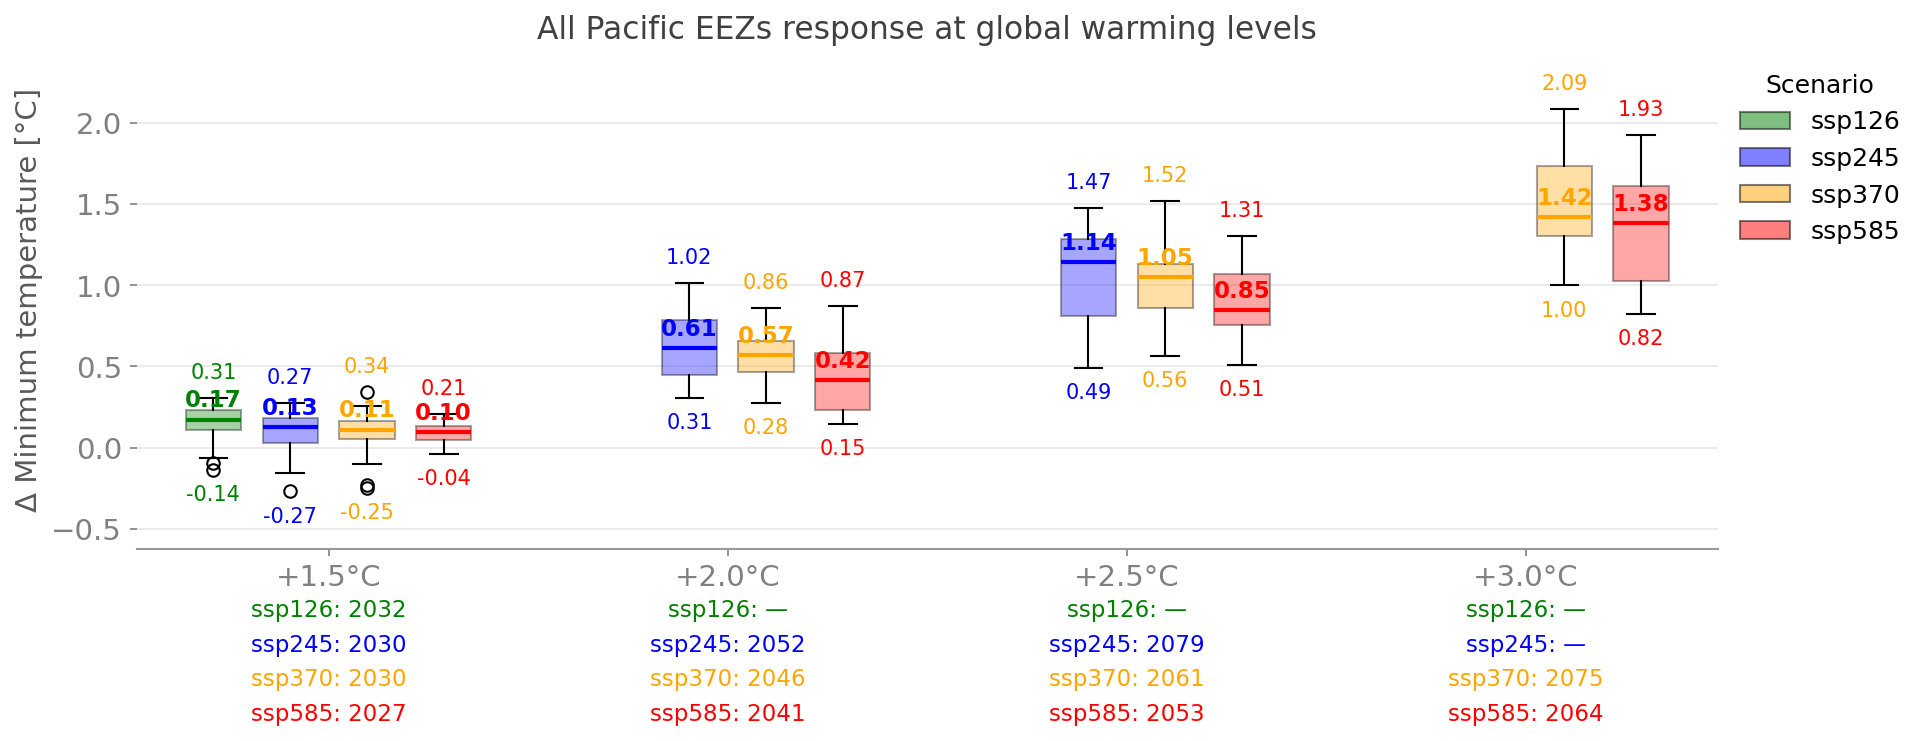 All Pacific EEZs response at global warming levels
Δ Minimum temperature [°C]
2.0
1.5
1.0
0.5
0.0
−0.5
0.31
0.17
-0.14
0.27
0.13
-0.27
0.34
0.11
-0.25
0.21
0.10
-0.04
1.02
0.61
0.31
0.86
0.57
0.28
0.87
0.42
0.15
1.47
1.14
0.49
1.52
1.05
0.56
1.31
0.85
0.51
2.09
1.42
1.00
1.93
1.38
0.82
Scenario
ssp126
ssp245
ssp370
ssp585
+1.5°C
ssp126: 2032
ssp245: 2030
ssp370: 2030
ssp585: 2027
+2.0°C
ssp126: —
ssp245: 2052
ssp370: 2046
ssp585: 2041
+2.5°C
ssp126: —
ssp245: 2079
ssp370: 2061
ssp585: 2053
+3.0°C
ssp126: —
ssp245: —
ssp370: 2075
ssp585: 2064